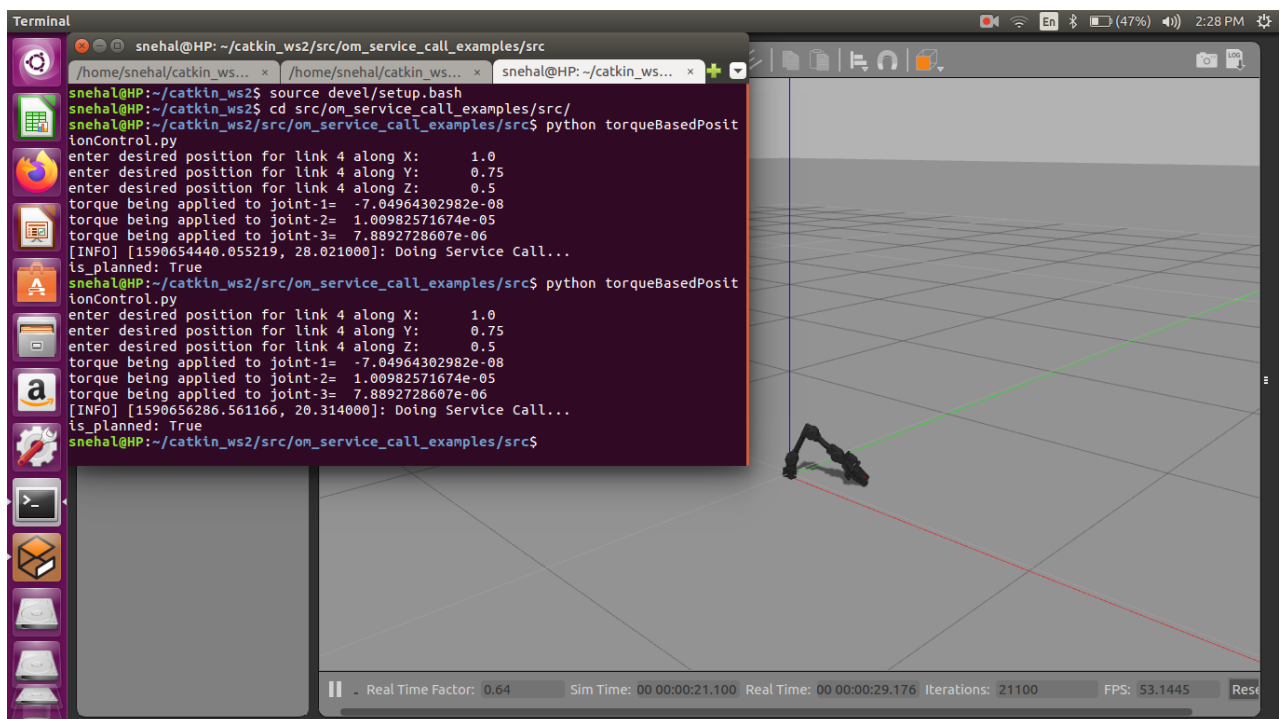 Terminal
En (47%) 2:28 PM
snehal@HP: ~/catkin_ws2/src/om_service_call_examples/src
/home/snehal/catkin_ws... × /home/snehal/catkin_ws... × snehal@HP: ~/catkin_ws... ×
LOG
snehal@HP:~/catkin_ws2$ source devel/setup.bash
snehal@HP:~/catkin_ws2$ cd src/om_service_call_examples/src/
snehal@HP:~/catkin_ws2/src/om_service_call_examples/src$ python torqueBasedPosit
ionControl.py
enter desired position for link 4 along X: 1.0
enter desired position for link 4 along Y: 0.75
enter desired position for link 4 along Z: 0.5
torque being applied to joint-1= -7.04964302982e-08
torque being applied to joint-2= 1.00982571674e-05
torque being applied to joint-3= 7.8892728607e-06
[INFO] [1590654440.055219, 28.021000]: Doing Service Call...
is_planned: True
snehal@HP:~/catkin_ws2/src/om_service_call_examples/src$ python torqueBasedPosit
ionControl.py
enter desired position for link 4 along X: 1.0
enter desired position for link 4 along Y: 0.75
enter desired position for link 4 along Z: 0.5
torque being applied to joint-1= -7.04964302982e-08
torque being applied to joint-2= 1.00982571674e-05
torque being applied to joint-3= 7.8892728607e-06
[INFO] [1590656286.561166, 20.314000]: Doing Service Call...
is_planned: True
snehal@HP:~/catkin_ws2/src/om_service_call_examples/src$
Real Time Factor: 0.64 Sim Time: 00 00:00:21.100 Real Time: 00 00:00:29.176 Iterations: 21100 FPS: 53.1445 Rese